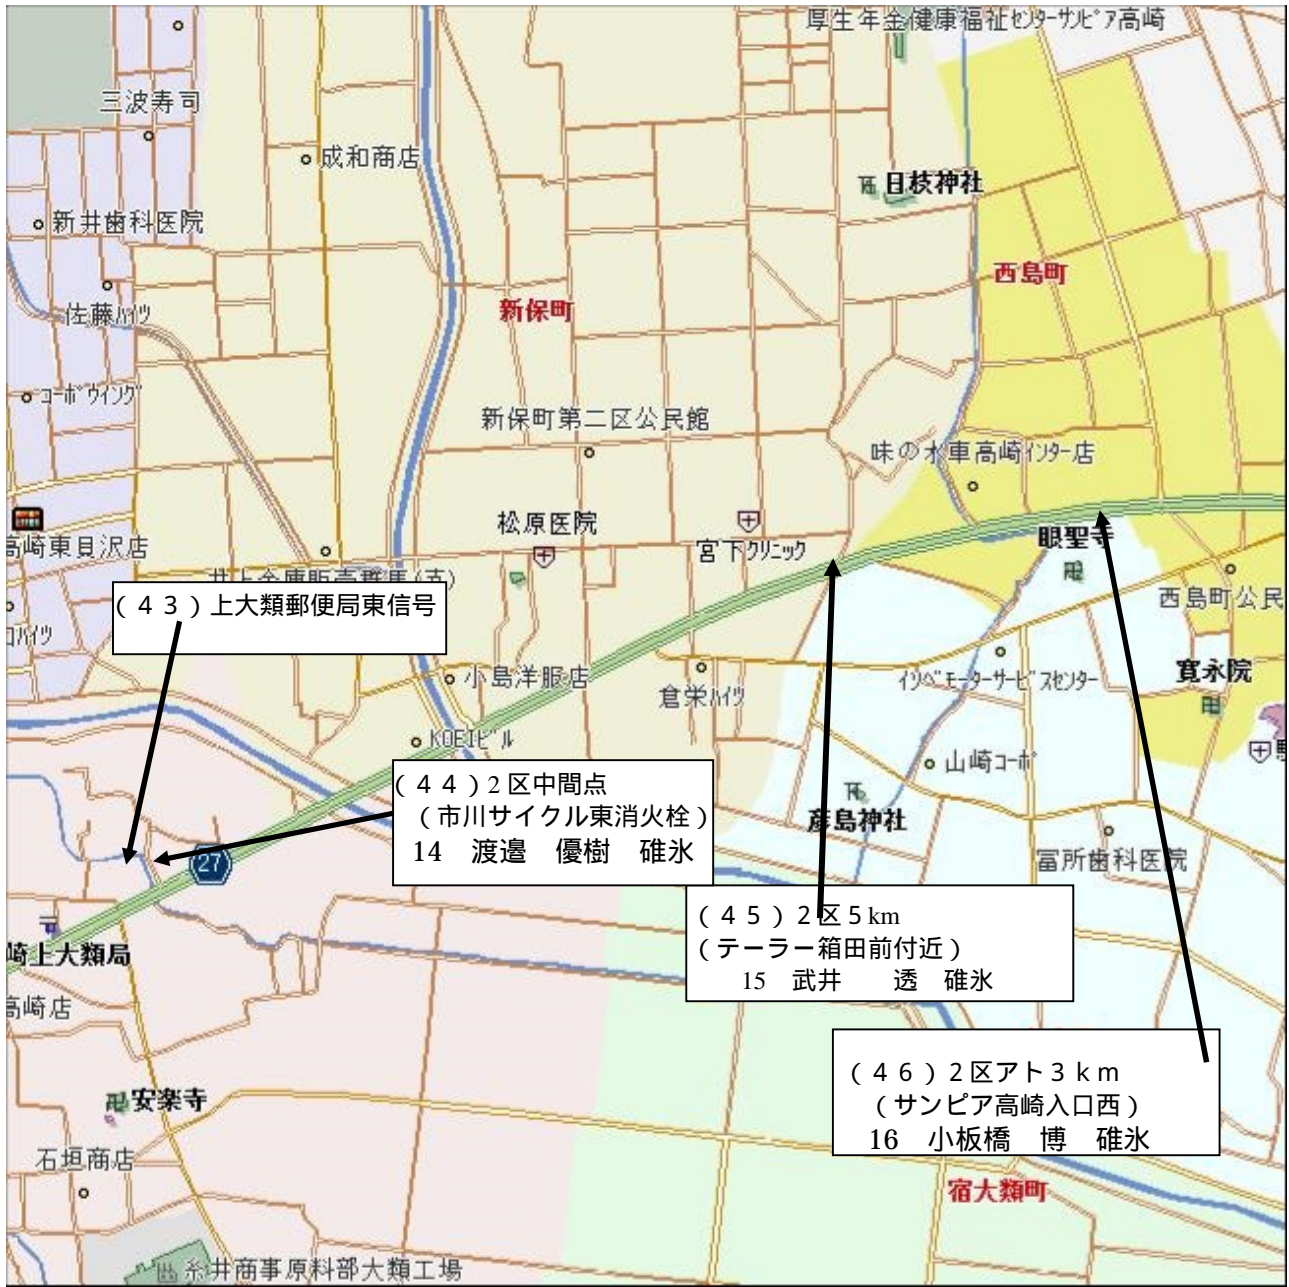 厚生年金健康福祉センターサンピア高崎
三波寿司
成和商店
日枝神社
新井歯科医院
西島町
佐藤ハイツ
新保町
コーポウイング
新保町第二区公民館
味の水車高崎インター店
松原医院
宮下クリニック
眼聖寺
高崎東貝沢店
西島町公民
(43)上大類郵便局東信号
コハイツ
小島洋服店
倉栄ハイツ
イソベモーターサービスセンター
寛永院
KOEIビル
山崎コーポ
(44)2区中間点
(市川サイクル東消火栓)
14 渡邉 優樹 碓氷
彦島神社
27
冨所歯科医院
(45)2区5km
(テーラー箱田前付近)
15 武井 透 碓氷
崎上大類局
高崎店
(46)2区アト3km
(サンピア高崎入口西)
16 小板橋 博 碓氷
安楽寺
石垣商店
宿大類町
糸井商事原料部大類工場